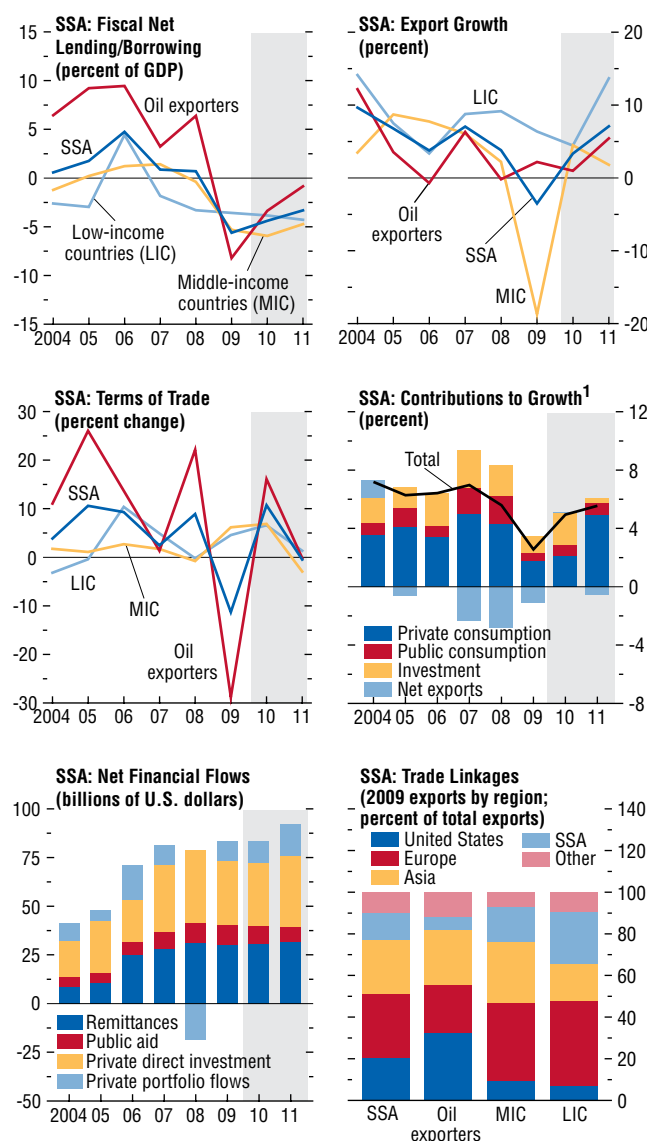 SSA: Fiscal Net
Lending/Borrowing
(percent of GDP)
15
10
5
0
-5
-10
-15
Oil exporters
SSA
Low-income
countries (LIC)
Middle-income
countries (MIC)
2004 05 06 07 08 09 10 11
SSA: Export Growth
(percent)
20
10
0
-10
-20
LIC
Oil
exporters
SSA
MIC
2004 05 06 07 08 09 10 11
SSA: Terms of Trade
(percent change)
30
20
10
0
-10
-20
-30
SSA
LIC
MIC
Oil
exporters
2004 05 06 07 08 09 10 11
SSA: Contributions to Growth¹
(percent)
12
8
4
0
-4
-8
Total
Private consumption
Public consumption
Investment
Net exports
2004 05 06 07 08 09 10 11
SSA: Net Financial Flows
(billions of U.S. dollars)
100
75
50
25
0
-25
-50
Remittances
Public aid
Private direct investment
Private portfolio flows
2004 05 06 07 08 09 10 11
SSA: Trade Linkages
(2009 exports by region;
percent of total exports)
United States
Europe
Asia
SSA
Other
140
120
100
80
60
40
20
0
SSA Oil MIC LIC
exporters